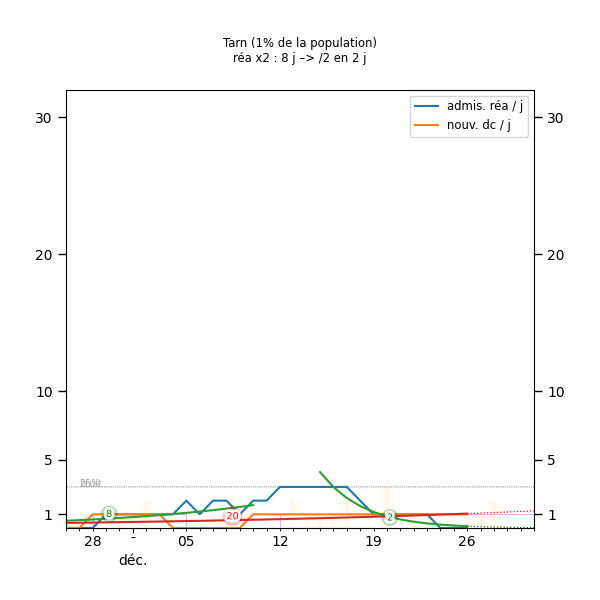 Tarn (1% de la population)
réa x2 : 8 j –> /2 en 2 j
admis. réa / j
nouv. dc / j
30 30
20 20
10 10
5 5
1 1
8
20
2
28 - 05 12 19 26
déc.